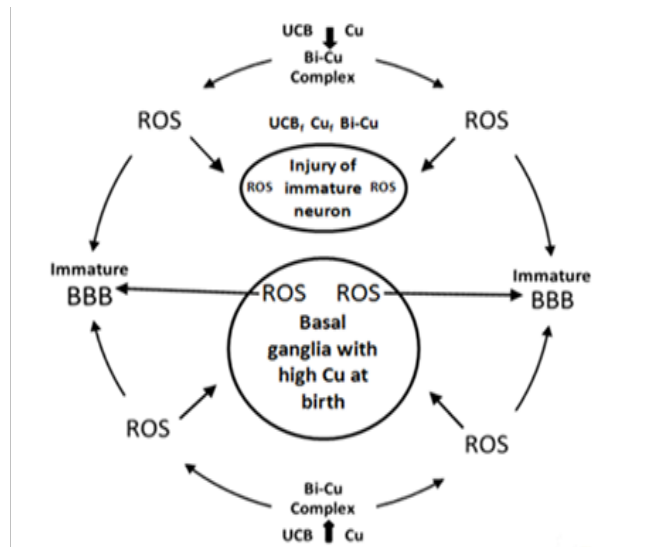 UCB Cu
Bi-Cu
Complex
ROS ROS
UCBf Cuf Bi-Cu
Injury of
ROS immature ROS
neuron
Immature
BBB
Immature
BBB
ROS ROS
Basal
ganglia with
high Cu at
birth
ROS
ROS
Bi-Cu
Complex
UCB Cu